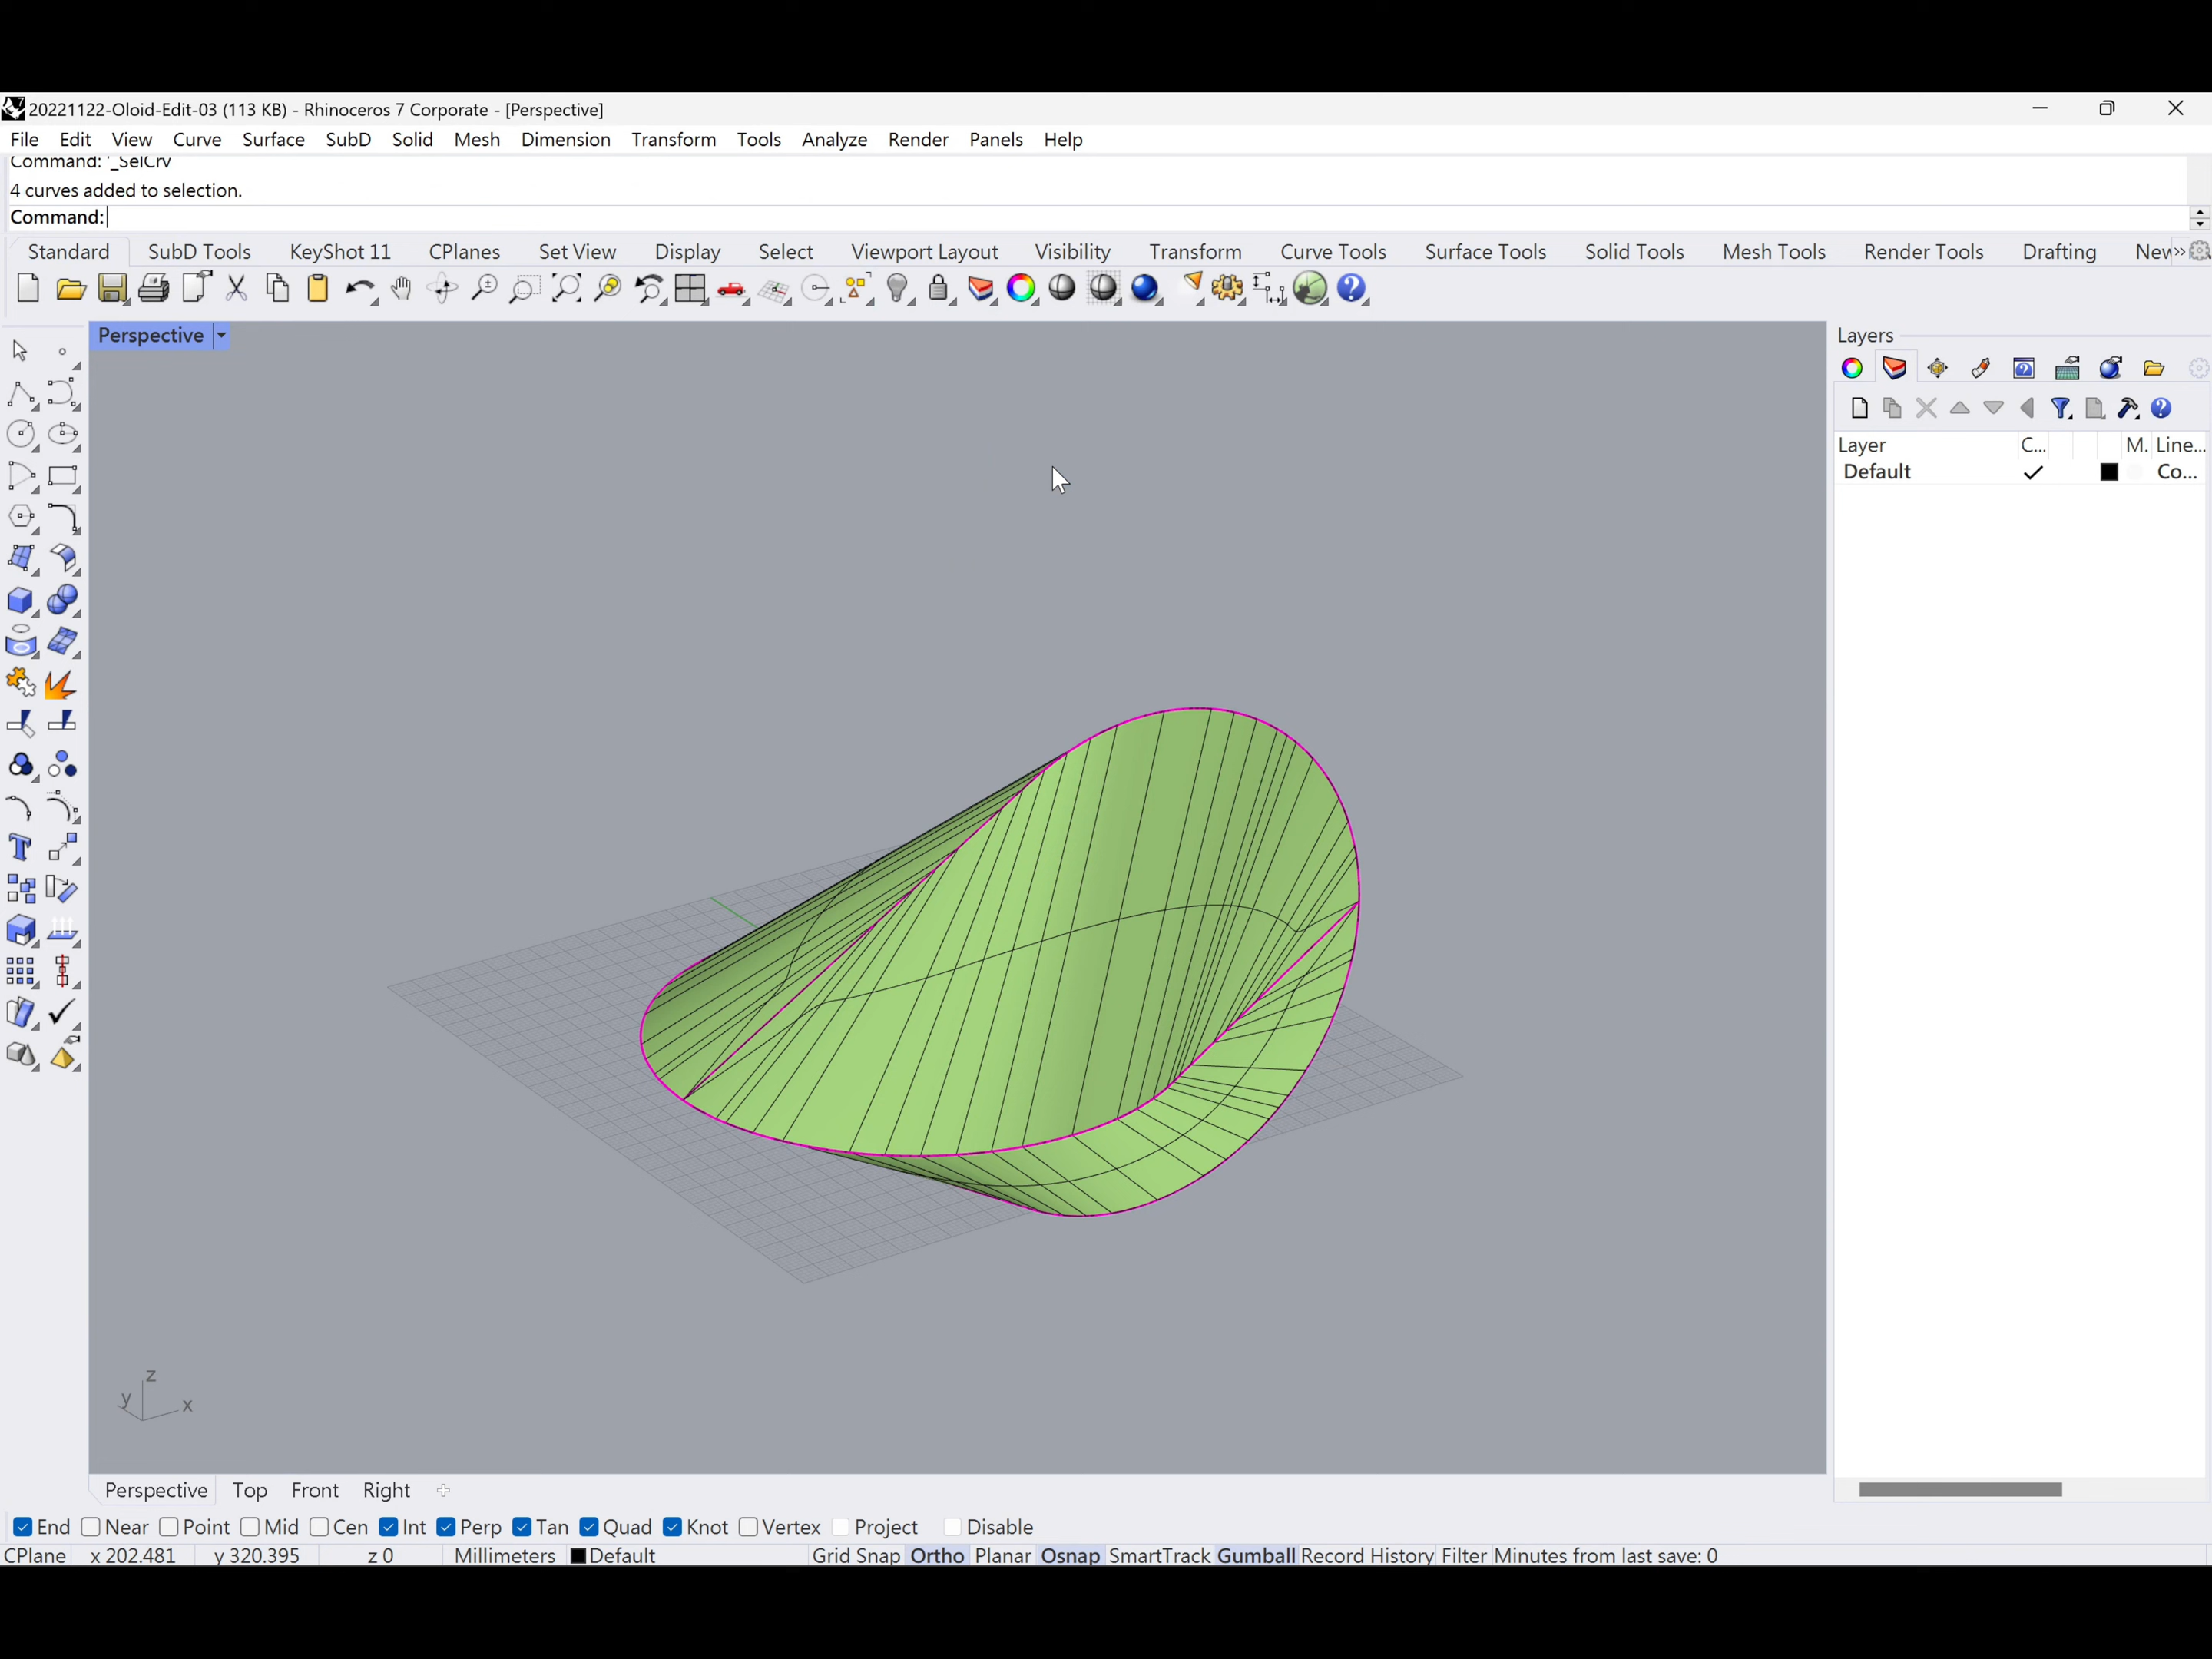 20221122-Oloid-Edit-03 (113 KB) - Rhinoceros 7 Corporate - [Perspective]
File Edit View Curve Surface SubD Solid Mesh Dimension Transform Tools Analyze Render Panels Help
Command: '_SelCrv
4 curves added to selection.
Command:
Standard SubD Tools KeyShot 11 CPlanes Set View Display Select Viewport Layout Visibility Transform Curve Tools Surface Tools Solid Tools Mesh Tools Render Tools Drafting New
Perspective
Layers
Layer C... M. Line...
Default Co...
z
y
x
Perspective Top Front Right
End Near Point Mid Cen Int Perp Tan Quad Knot Vertex Project Disable
CPlane x 202.481 y 320.395 z 0 Millimeters Default Grid Snap Ortho Planar Osnap SmartTrack Gumball Record History Filter Minutes from last save: 0